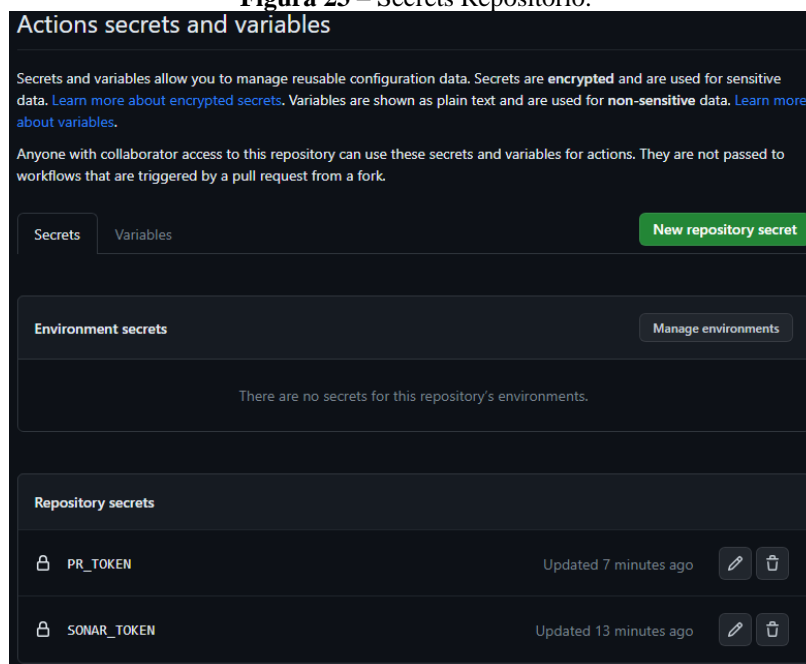 Figura 23 – Secrets Repositório.
Actions secrets and variables
Secrets and variables allow you to manage reusable configuration data. Secrets are encrypted and are used for sensitive
data. Learn more about encrypted secrets. Variables are shown as plain text and are used for non-sensitive data. Learn more
about variables.
Anyone with collaborator access to this repository can use these secrets and variables for actions. They are not passed to
workflows that are triggered by a pull request from a fork.
Secrets Variables New repository secret
Environment secrets Manage environments
There are no secrets for this repository's environments.
Repository secrets
PR_TOKEN Updated 7 minutes ago
SONAR_TOKEN Updated 13 minutes ago